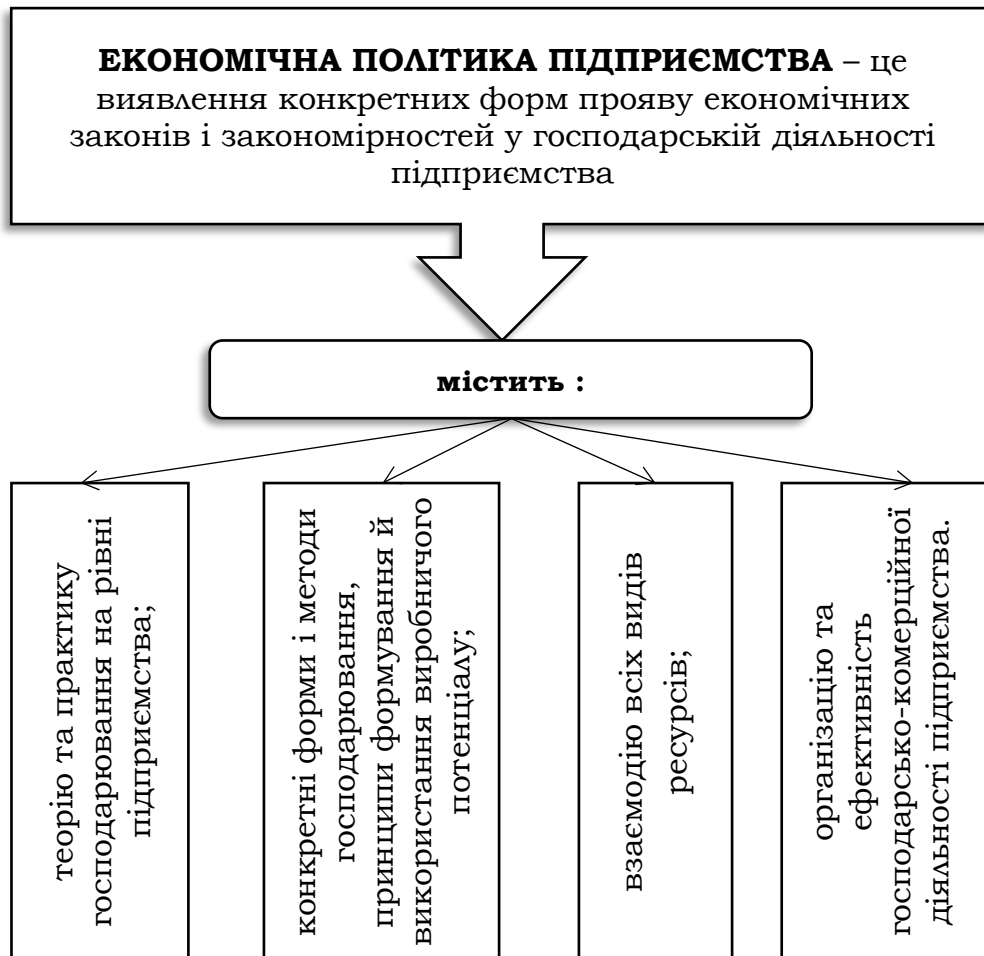 ЕКОНОМІЧНА ПОЛІТИКА ПІДПРИЄМСТВА – це
виявлення конкретних форм прояву економічних
законів і закономірностей у господарській діяльності
підприємства
містить :
теорію та практику
господарювання на рівні
підприємства;
конкретні форми і методи
господарювання,
принципи формування й
використання виробничого
потенціалу;
взаємодію всіх видів
ресурсів;
організацію та
ефективність
господарсько-комерційної
діяльності підприємства.